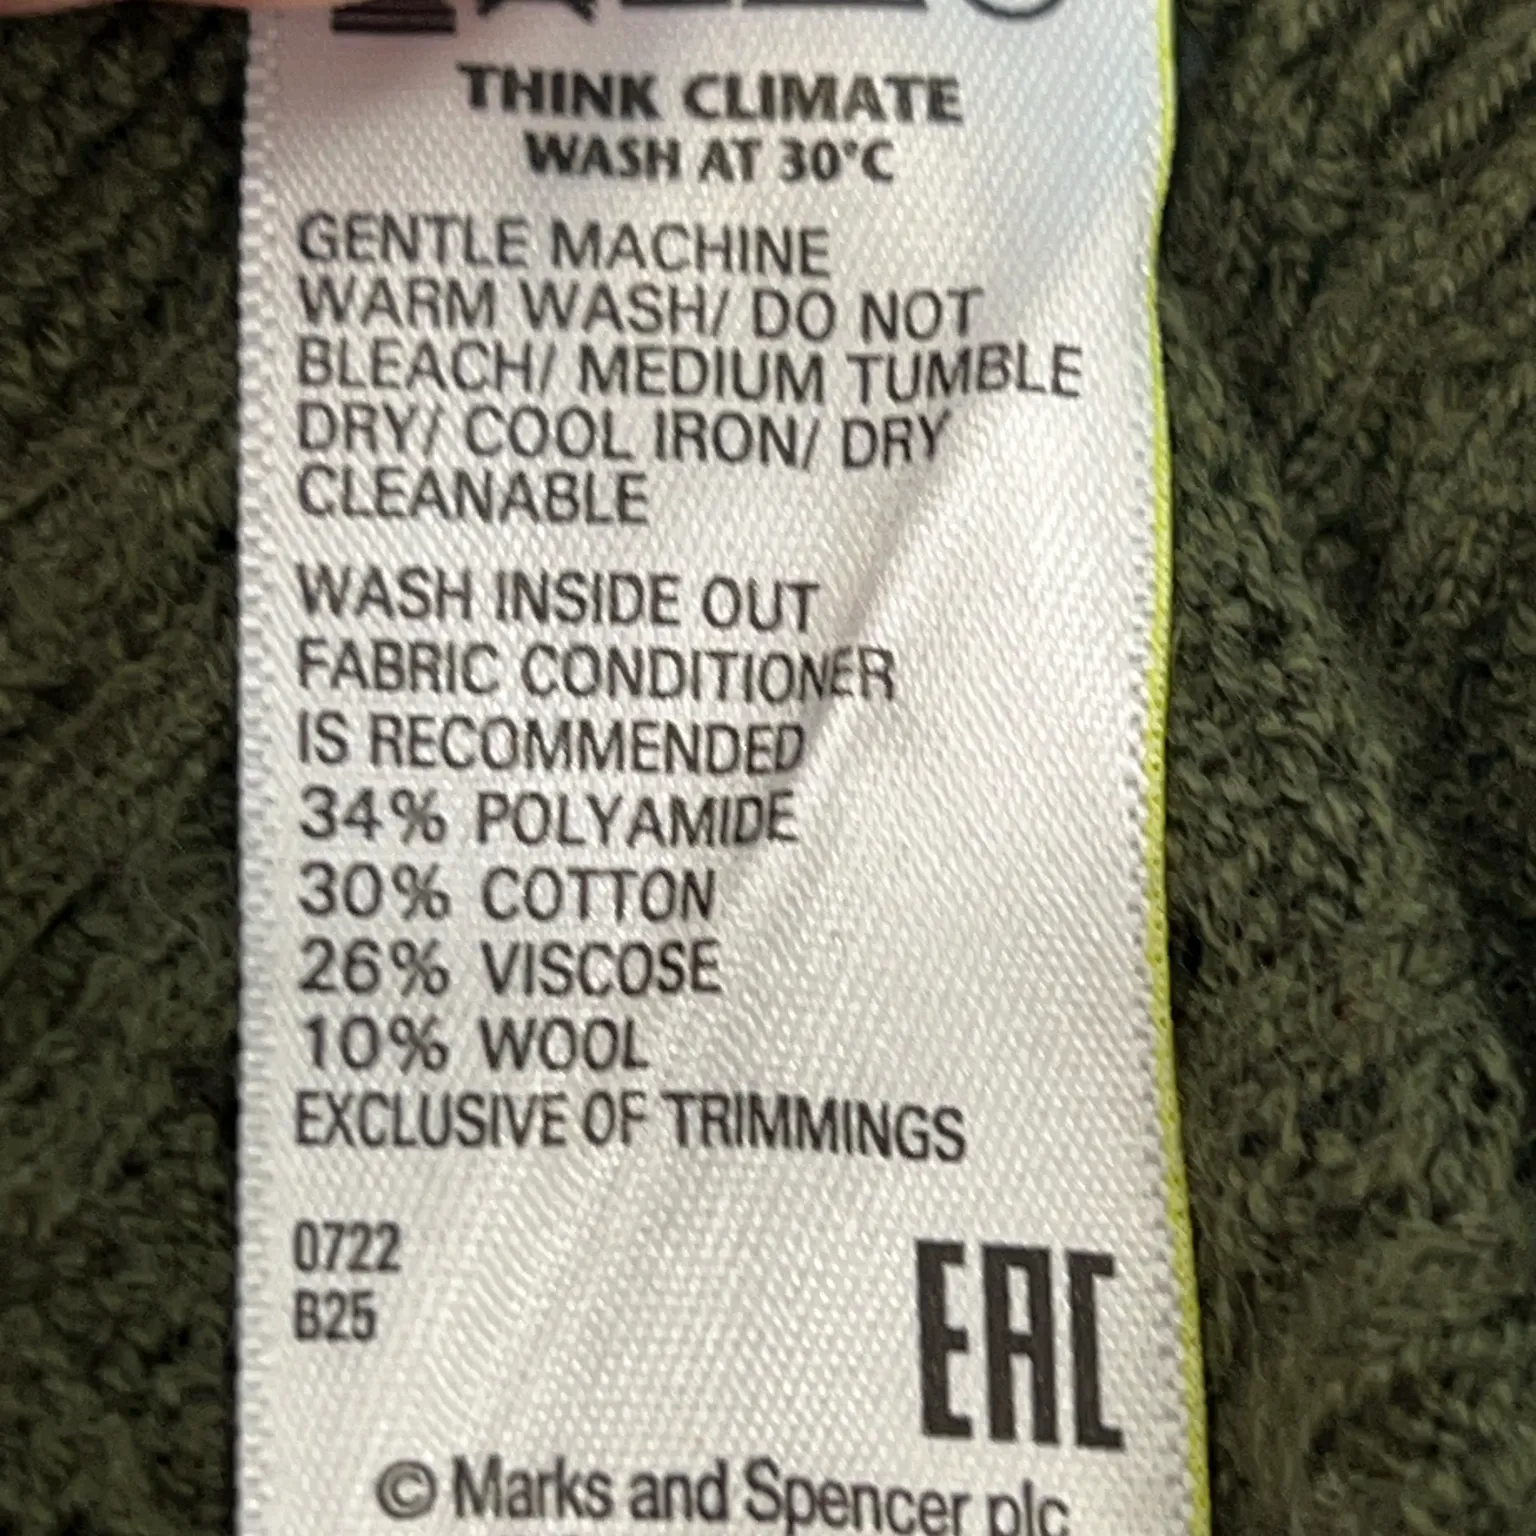 THINK CLIMATE
WASH AT 30°C
GENTLE MACHINE
WARM WASH/ DO NOT
BLEACH/ MEDIUM TUMBLE
DRY/ COOL IRON/ DRY
CLEANABLE
WASH INSIDE OUT
FABRIC CONDITIONER
IS RECOMMENDED
34% POLYAMIDE
30% COTTON
26% VISCOSE
10% WOOL
EXCLUSIVE OF TRIMMINGS
0722
B25
EAC
© Marks and Spencer plc